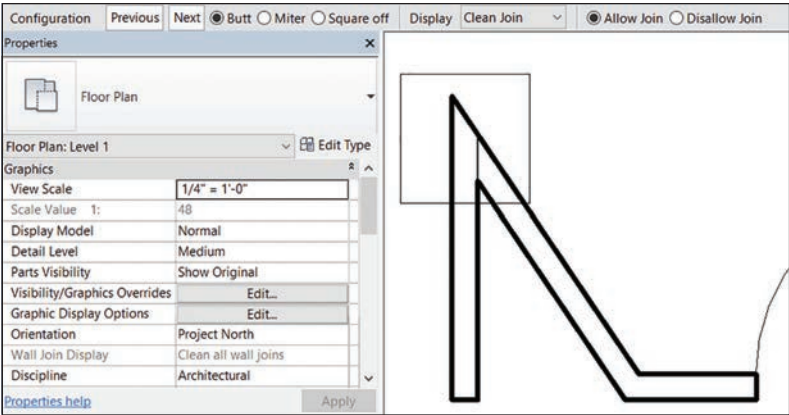 Configuration Previous Next Butt Miter Square off Display Clean Join Allow Join Disallow Join
Properties
Floor Plan
Floor Plan: Level 1 Edit Type
Graphics
View Scale 1/4" = 1'-0"
Scale Value 1: 48
Display Model Normal
Detail Level Medium
Parts Visibility Show Original
Visibility/Graphics Overrides Edit...
Graphic Display Options Edit...
Orientation Project North
Wall Join Display Clean all wall joins
Discipline Architectural
Properties help Apply